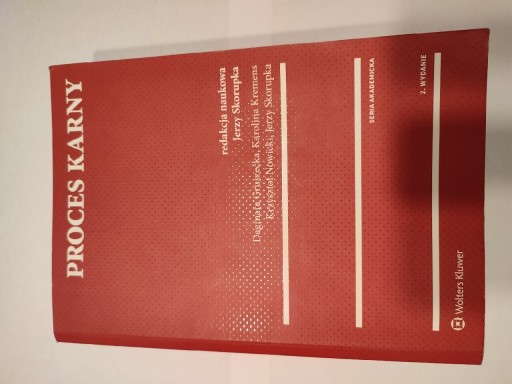 PROCES KARNY
redakcja naukowa
Jerzy Skorupka
Dagmara Gruszecka, Karolina Kremens
Krzysztof Nowicki, Jerzy Skorupka
SERIA AKADEMICKA
2. WYDANIE
Wolters Kluwer